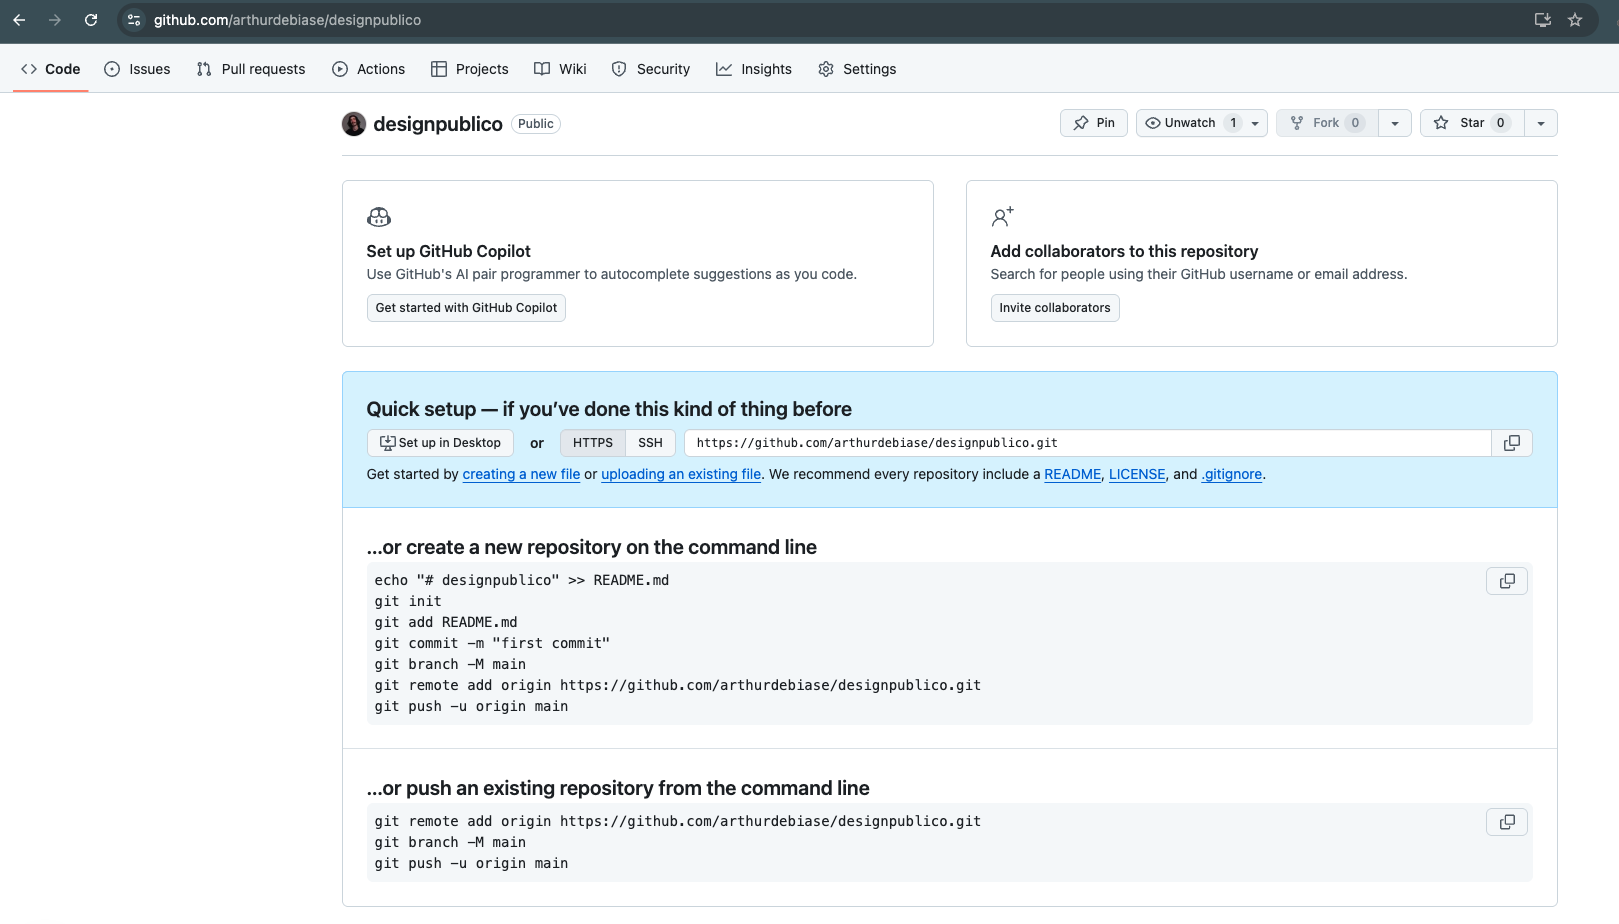 github.com/arthurdebiase/designpublico
Code Issues Pull requests Actions Projects Wiki Security Insights Settings
designpublico Public Pin Unwatch 1 Fork 0 Star 0
Set up GitHub Copilot
Use GitHub's AI pair programmer to autocomplete suggestions as you code.
Get started with GitHub Copilot
Add collaborators to this repository
Search for people using their GitHub username or email address.
Invite collaborators
Quick setup — if you’ve done this kind of thing before
Set up in Desktop or HTTPS SSH https://github.com/arthurdebiase/designpublico.git
Get started by creating a new file or uploading an existing file. We recommend every repository include a README, LICENSE, and .gitignore.
…or create a new repository on the command line
echo "# designpublico" >> README.md
git init
git add README.md
git commit -m "first commit"
git branch -M main
git remote add origin https://github.com/arthurdebiase/designpublico.git
git push -u origin main
…or push an existing repository from the command line
git remote add origin https://github.com/arthurdebiase/designpublico.git
git branch -M main
git push -u origin main